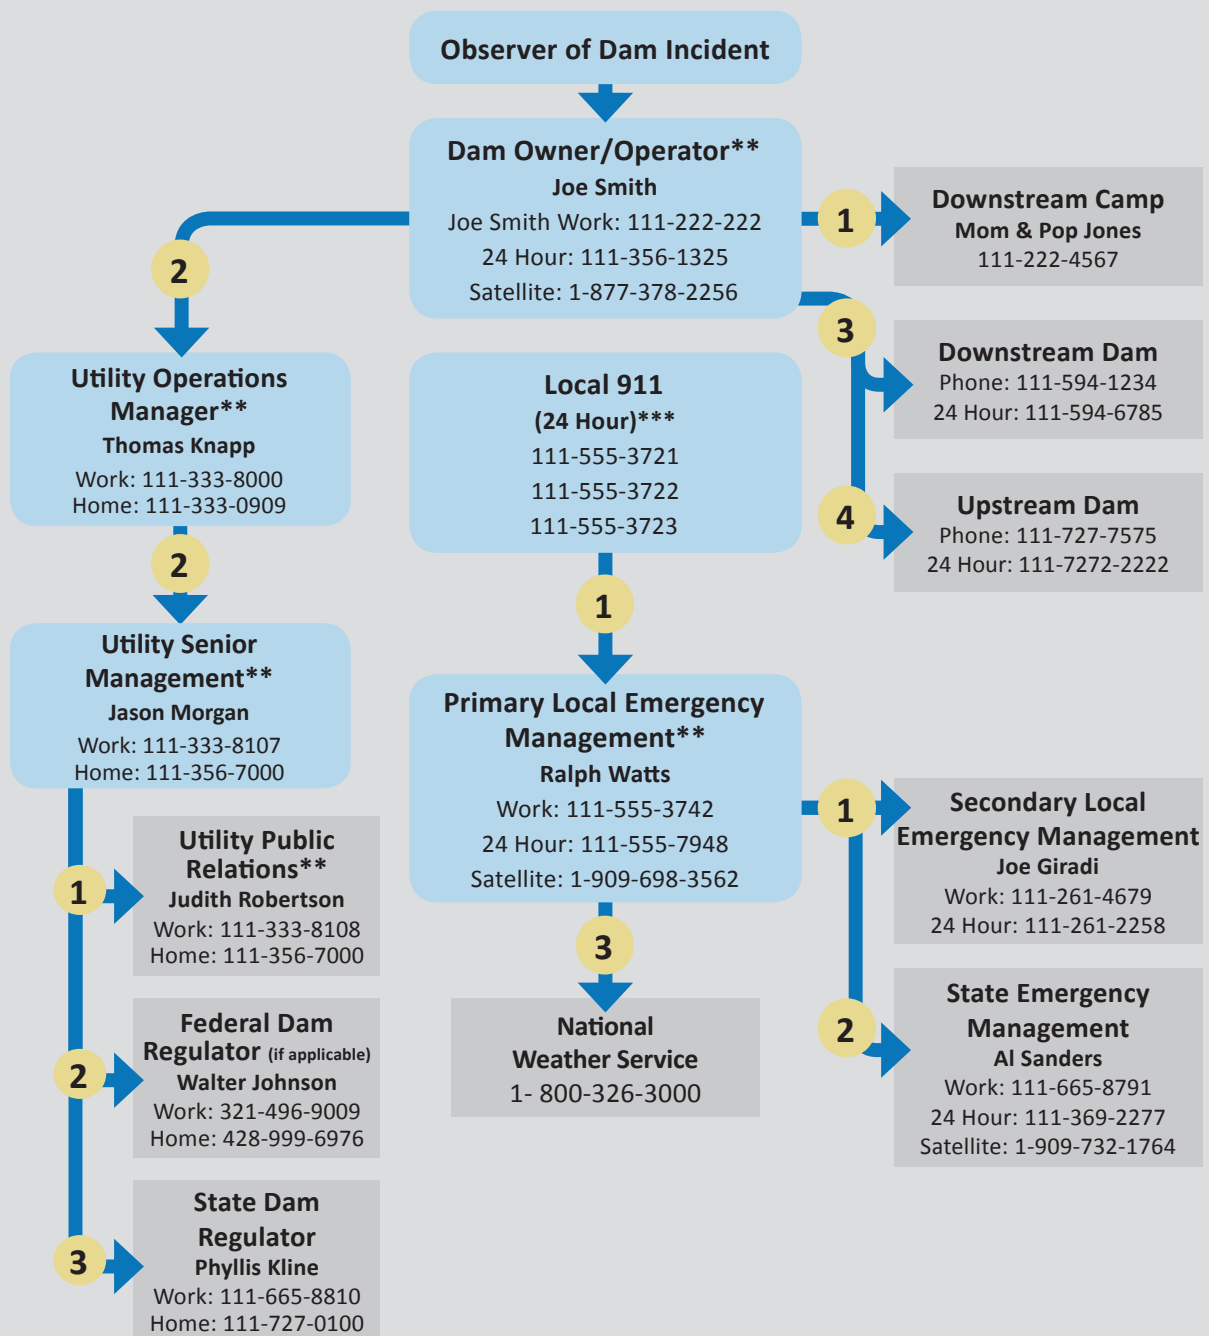 Observer of Dam Incident
Dam Owner/Operator**
Joe Smith
Joe Smith Work: 111-222-222
24 Hour: 111-356-1325
Satellite: 1-877-378-2256
1
Downstream Camp
Mom & Pop Jones
111-222-4567
2
3
Downstream Dam
Phone: 111-594-1234
24 Hour: 111-594-6785
4
Upstream Dam
Phone: 111-727-7575
24 Hour: 111-7272-2222
Utility Operations
Manager**
Thomas Knapp
Work: 111-333-8000
Home: 111-333-0909
2
Utility Senior
Management**
Jason Morgan
Work: 111-333-8107
Home: 111-356-7000
1
Utility Public
Relations**
Judith Robertson
Work: 111-333-8108
Home: 111-356-7000
2
Federal Dam
Regulator (if applicable)
Walter Johnson
Work: 321-496-9009
Home: 428-999-6976
3
State Dam
Regulator
Phyllis Kline
Work: 111-665-8810
Home: 111-727-0100
Local 911
(24 Hour)***
111-555-3721
111-555-3722
111-555-3723
1
Primary Local Emergency
Management**
Ralph Watts
Work: 111-555-3742
24 Hour: 111-555-7948
Satellite: 1-909-698-3562
1
Secondary Local
Emergency Management
Joe Giradi
Work: 111-261-4679
24 Hour: 111-261-2258
2
State Emergency
Management
Al Sanders
Work: 111-665-8791
24 Hour: 111-369-2277
Satellite: 1-909-732-1764
3
National
Weather Service
1- 800-326-3000